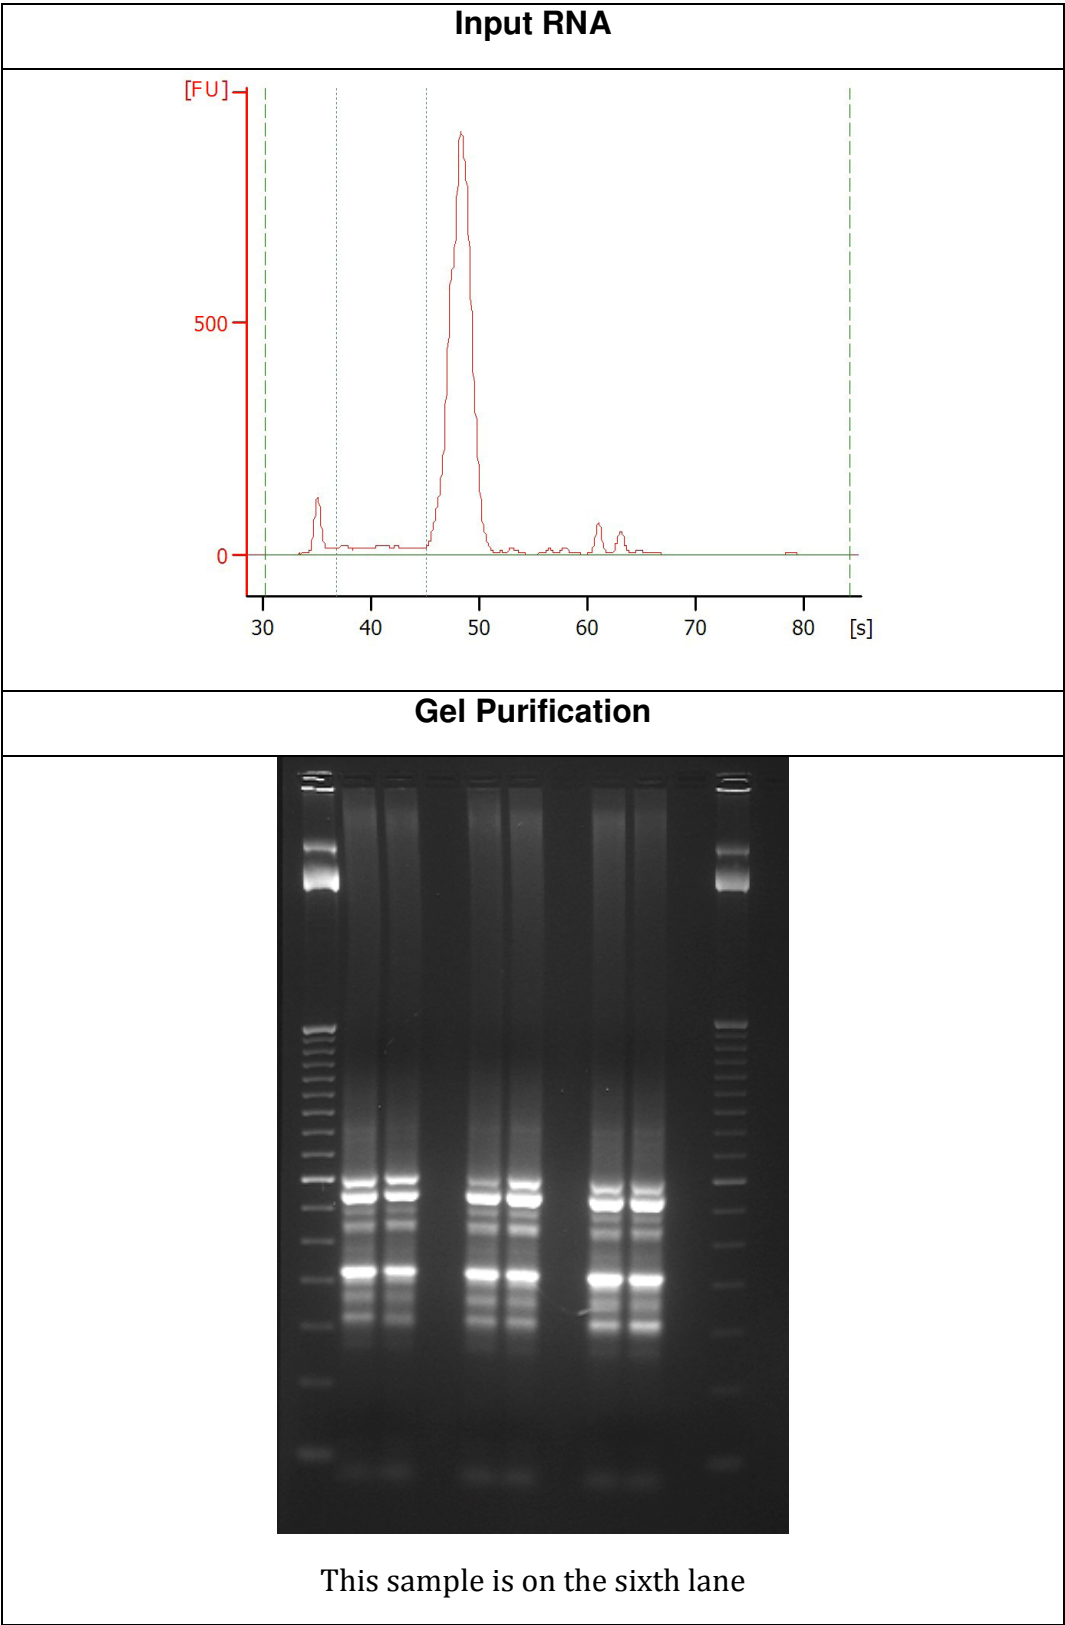 Input RNA
[FU]
500
0
30 40 50 60 70 80 [s]
Gel Purification
This sample is on the sixth lane